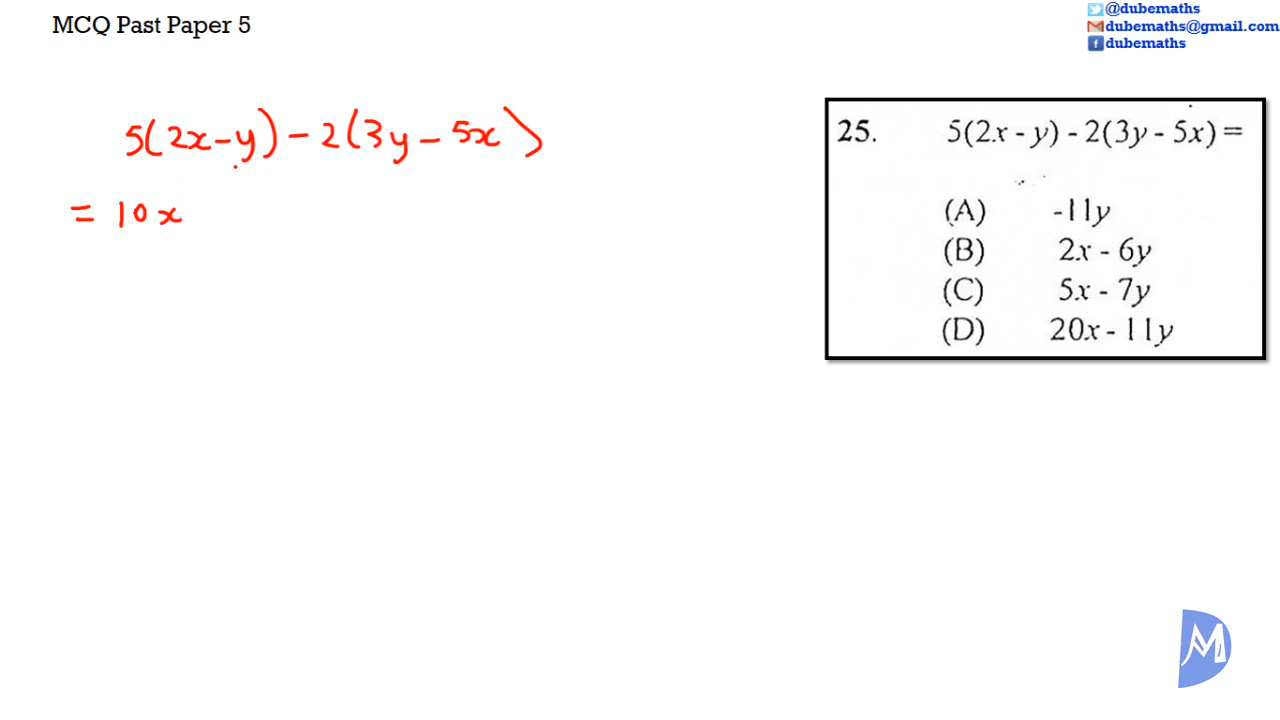 MCQ Past Paper 5
@dubemaths
dubemaths@gmail.com
dubemaths
5(2x-y)-2(3y-5x)
= 10x
25. 5(2x - y) - 2(3y - 5x) =
(A) -11y
(B) 2x - 6y
(C) 5x - 7y
(D) 20x - 11y
M